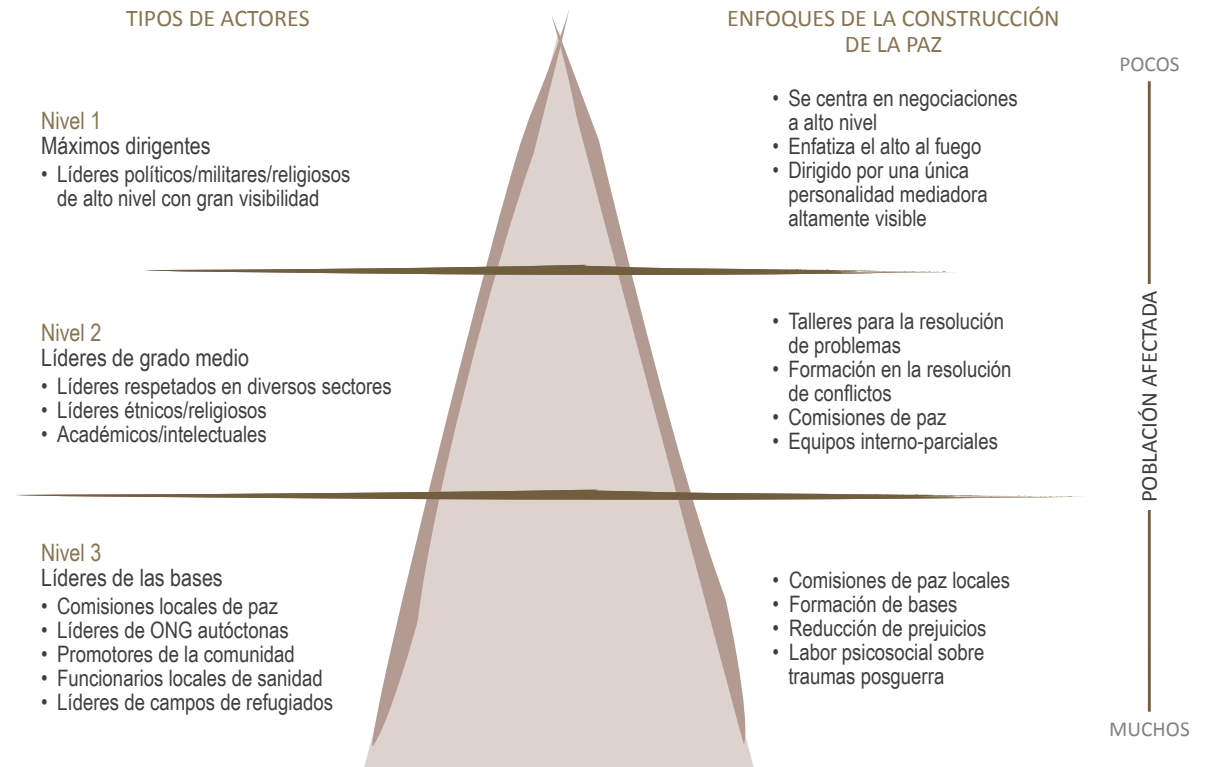 TIPOS DE ACTORES
ENFOQUES DE LA CONSTRUCCIÓN
DE LA PAZ
POCOS
Nivel 1
Máximos dirigentes
• Líderes políticos/militares/religiosos
de alto nivel con gran visibilidad
• Se centra en negociaciones
a alto nivel
• Enfatiza el alto al fuego
• Dirigido por una única
personalidad mediadora
altamente visible
Nivel 2
Líderes de grado medio
• Líderes respetados en diversos sectores
• Líderes étnicos/religiosos
• Académicos/intelectuales
• Talleres para la resolución
de problemas
• Formación en la resolución
de conflictos
• Comisiones de paz
• Equipos interno-parciales
POBLACIÓN AFECTADA
Nivel 3
Líderes de las bases
• Comisiones locales de paz
• Líderes de ONG autóctonas
• Promotores de la comunidad
• Funcionarios locales de sanidad
• Líderes de campos de refugiados
• Comisiones de paz locales
• Formación de bases
• Reducción de prejuicios
• Labor psicosocial sobre
traumas posguerra
MUCHOS